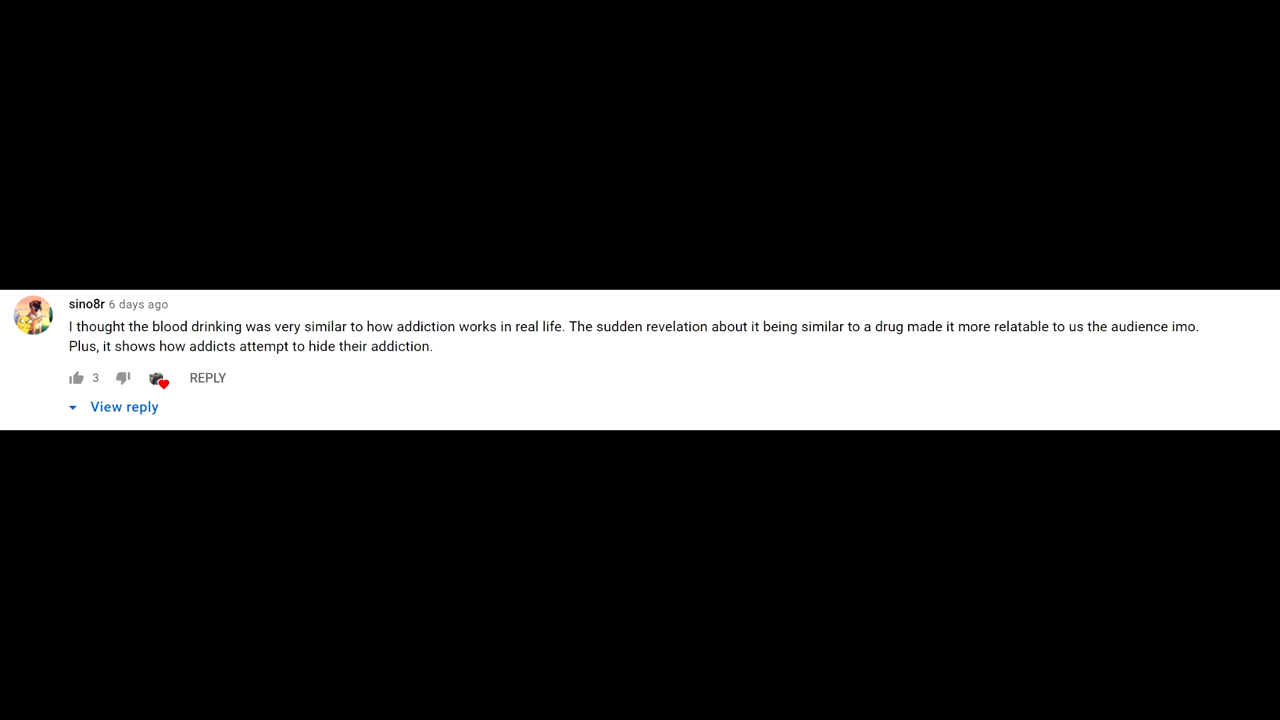 sino8r 6 days ago
I thought the blood drinking was very similar to how addiction works in real life. The sudden revelation about it being similar to a drug made it more relatable to us the audience imo.
Plus, it shows how addicts attempt to hide their addiction.
3 REPLY
View reply